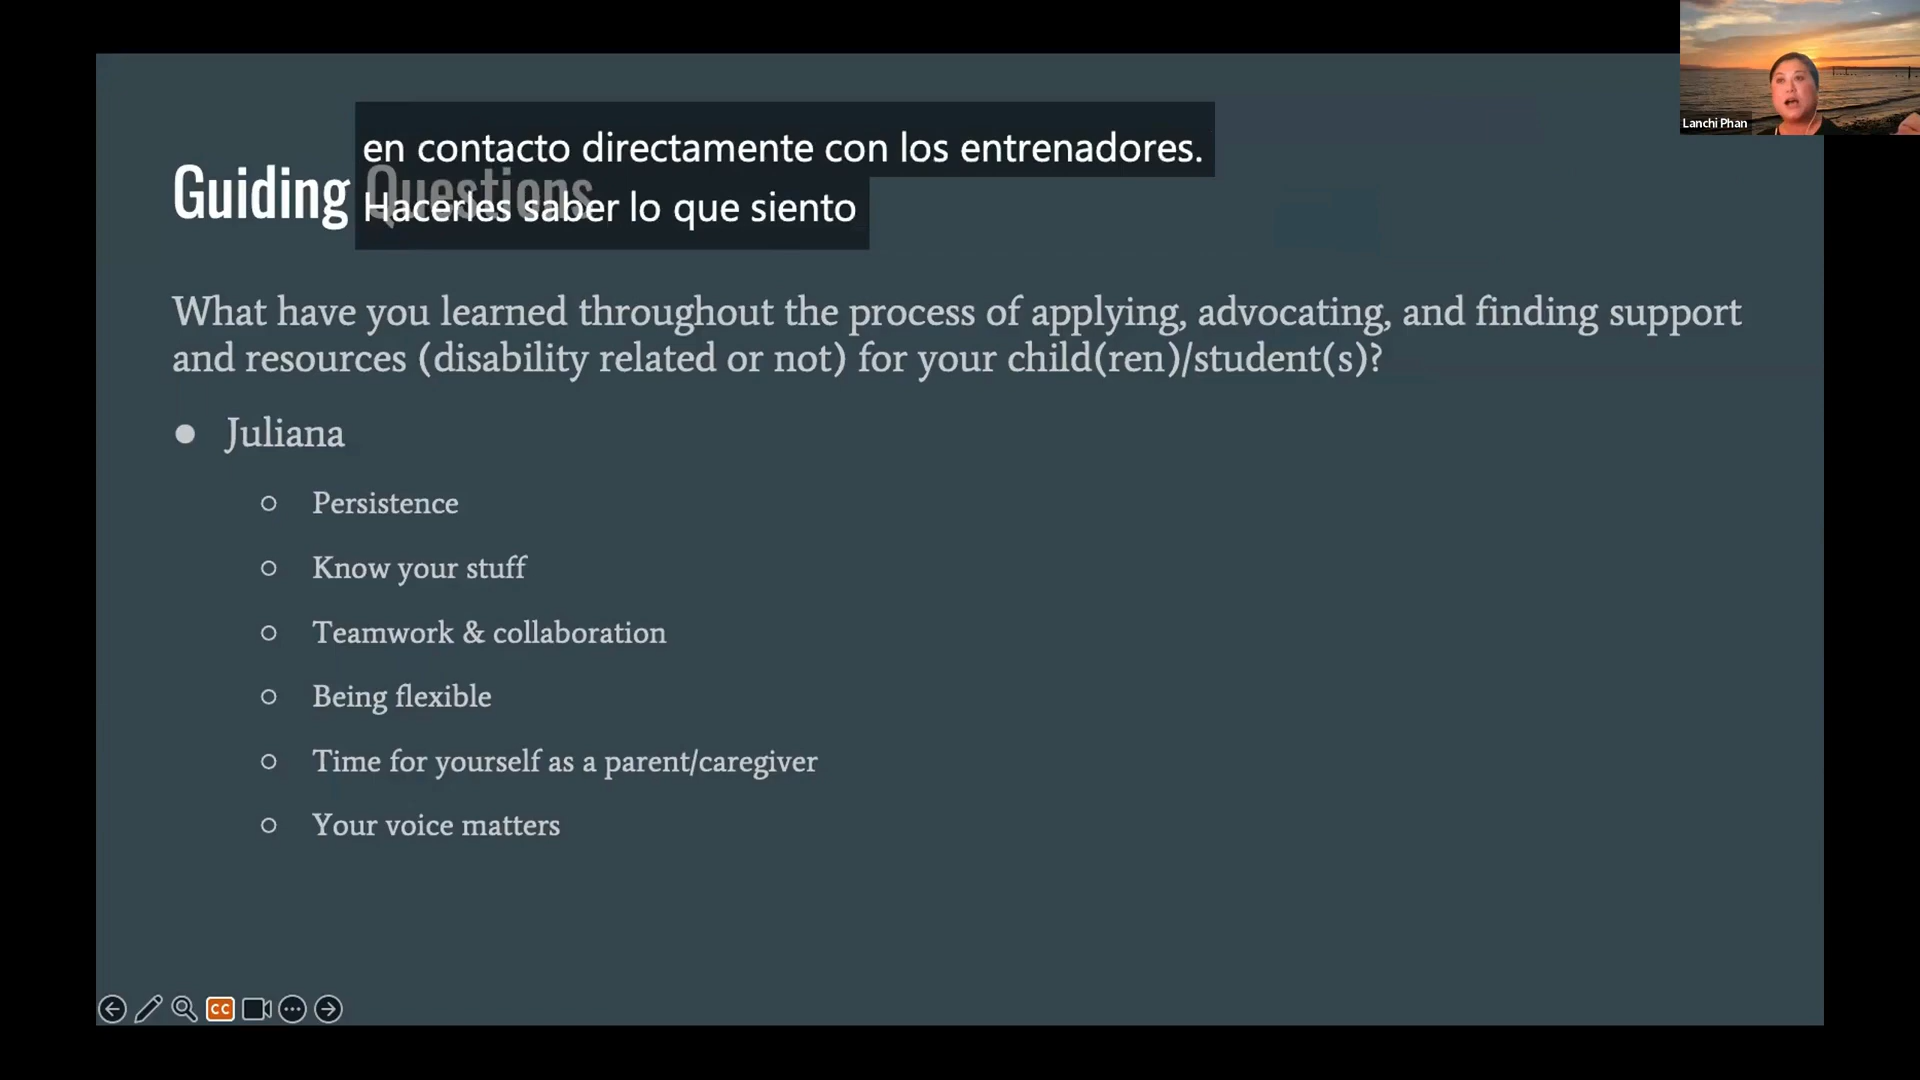 Lanchi Phan
en contacto directamente con los entrenadores.
Hacerles saber lo que siento
Guiding Questions
What have you learned throughout the process of applying, advocating, and finding support
and resources (disability related or not) for your child(ren)/student(s)?
● Juliana
○ Persistence
○ Know your stuff
○ Teamwork & collaboration
○ Being flexible
○ Time for yourself as a parent/caregiver
○ Your voice matters
CC